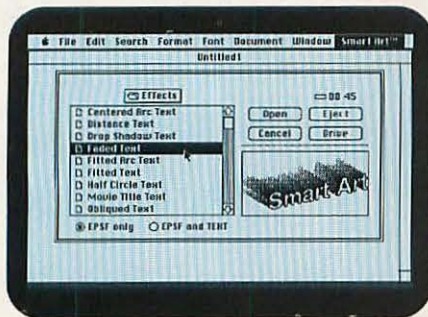 File Edit Search Format Font Document Window Smart Art™
Untitled1
Effects
00 45
Centered Arc Text
Distance Text
Drop Shadow Text
Faded Text
Fitted Arc Text
Fitted Text
Half Circle Text
Movie Title Text
Obliqued Text
Open Eject
Cancel Drive
Smart Art
EPSF only EPSF and TEXT